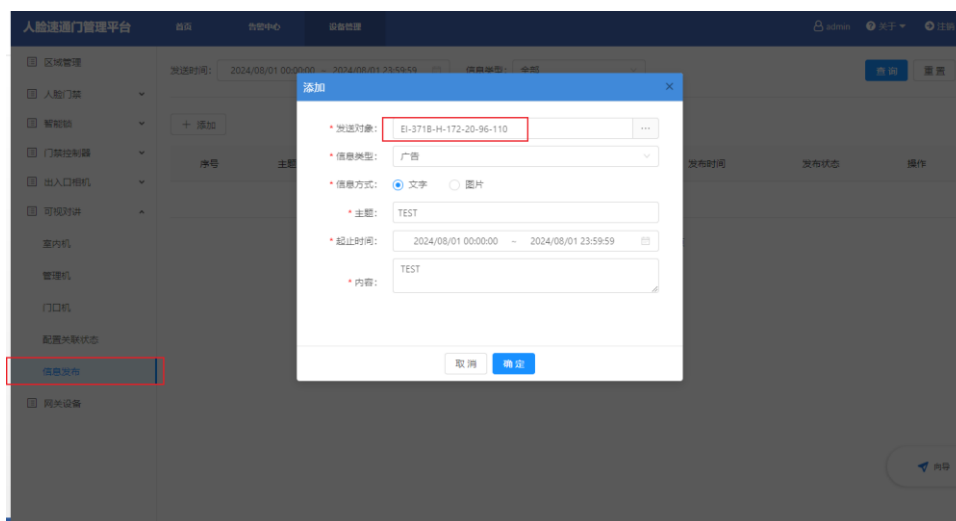 人脸速通门管理平台 首页 告警中心 设备管理 admin 关于 注销
区域管理
人脸门禁
智能锁
门禁控制器
出入口相机
可视对讲
室内机
管理机
门口机
配置关联状态
信息发布
网关设备
发送时间： 2024/08/01 00:00:00 ~ 2024/08/01 23:59:59 信息类型： 全部 查询 重置
+ 添加
序号 主题 发布时间 发布状态 操作
添加
* 发送对象： EI-371B-H-172-20-96-110 ...
* 信息类型： 广告
* 信息方式： 文字 图片
* 主题： TEST
* 起止时间： 2024/08/01 00:00:00 ~ 2024/08/01 23:59:59
* 内容： TEST
取消 确定
向导